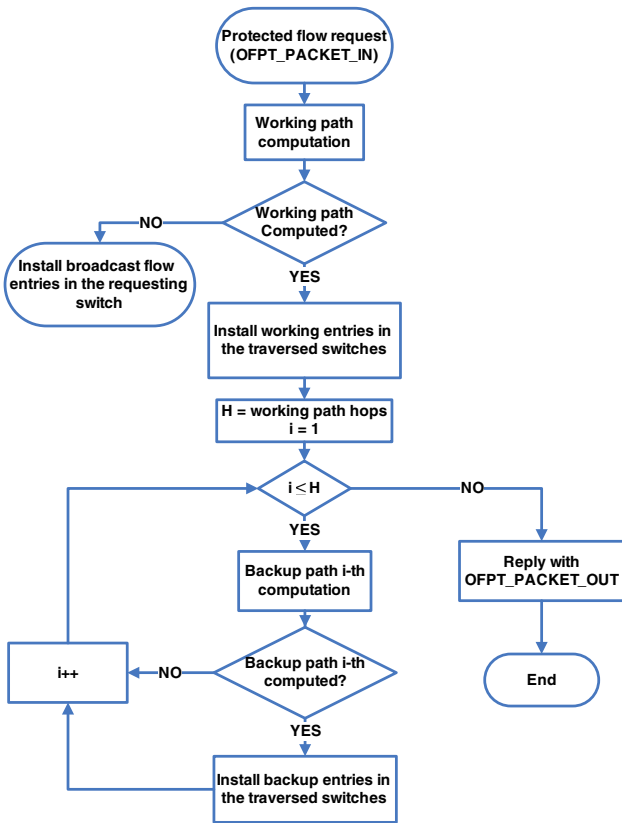 Protected flow request
(OFPT_PACKET_IN)
Working path
computation
Working path
Computed?
NO
Install broadcast flow
entries in the requesting
switch
YES
Install working entries in
the traversed switches
H = working path hops
i = 1
i ≤ H
NO
YES
Reply with
OFPT_PACKET_OUT
Backup path i-th
computation
End
Backup path i-th
computed?
NO
i++
YES
Install backup entries in
the traversed switches